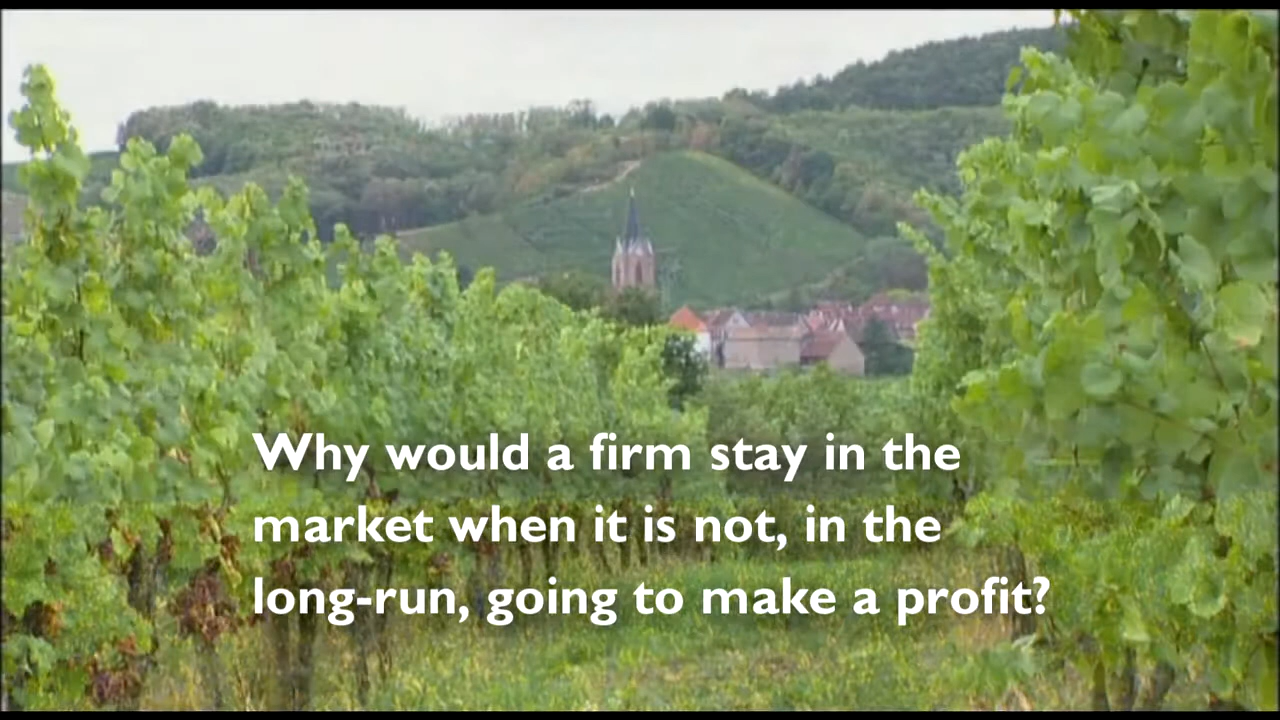 Why would a firm stay in the
market when it is not, in the
long-run, going to make a profit?